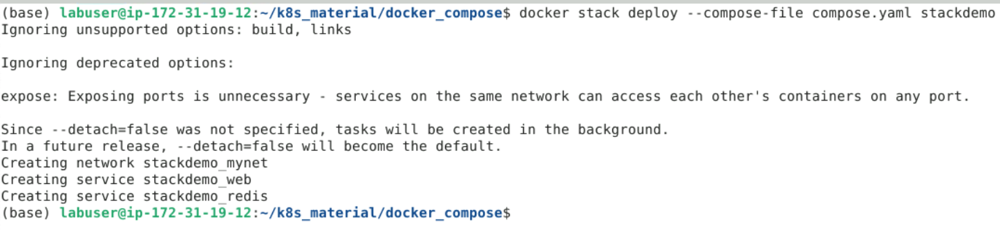 (base) labuser@ip-172-31-19-12:~/k8s_material/docker_compose$ docker stack deploy --compose-file compose.yaml stackdemo
Ignoring unsupported options: build, links
Ignoring deprecated options:
expose: Exposing ports is unnecessary - services on the same network can access each other's containers on any port.
Since --detach=false was not specified, tasks will be created in the background.
In a future release, --detach=false will become the default.
Creating network stackdemo_mynet
Creating service stackdemo_web
Creating service stackdemo_redis
(base) labuser@ip-172-31-19-12:~/k8s_material/docker_compose$